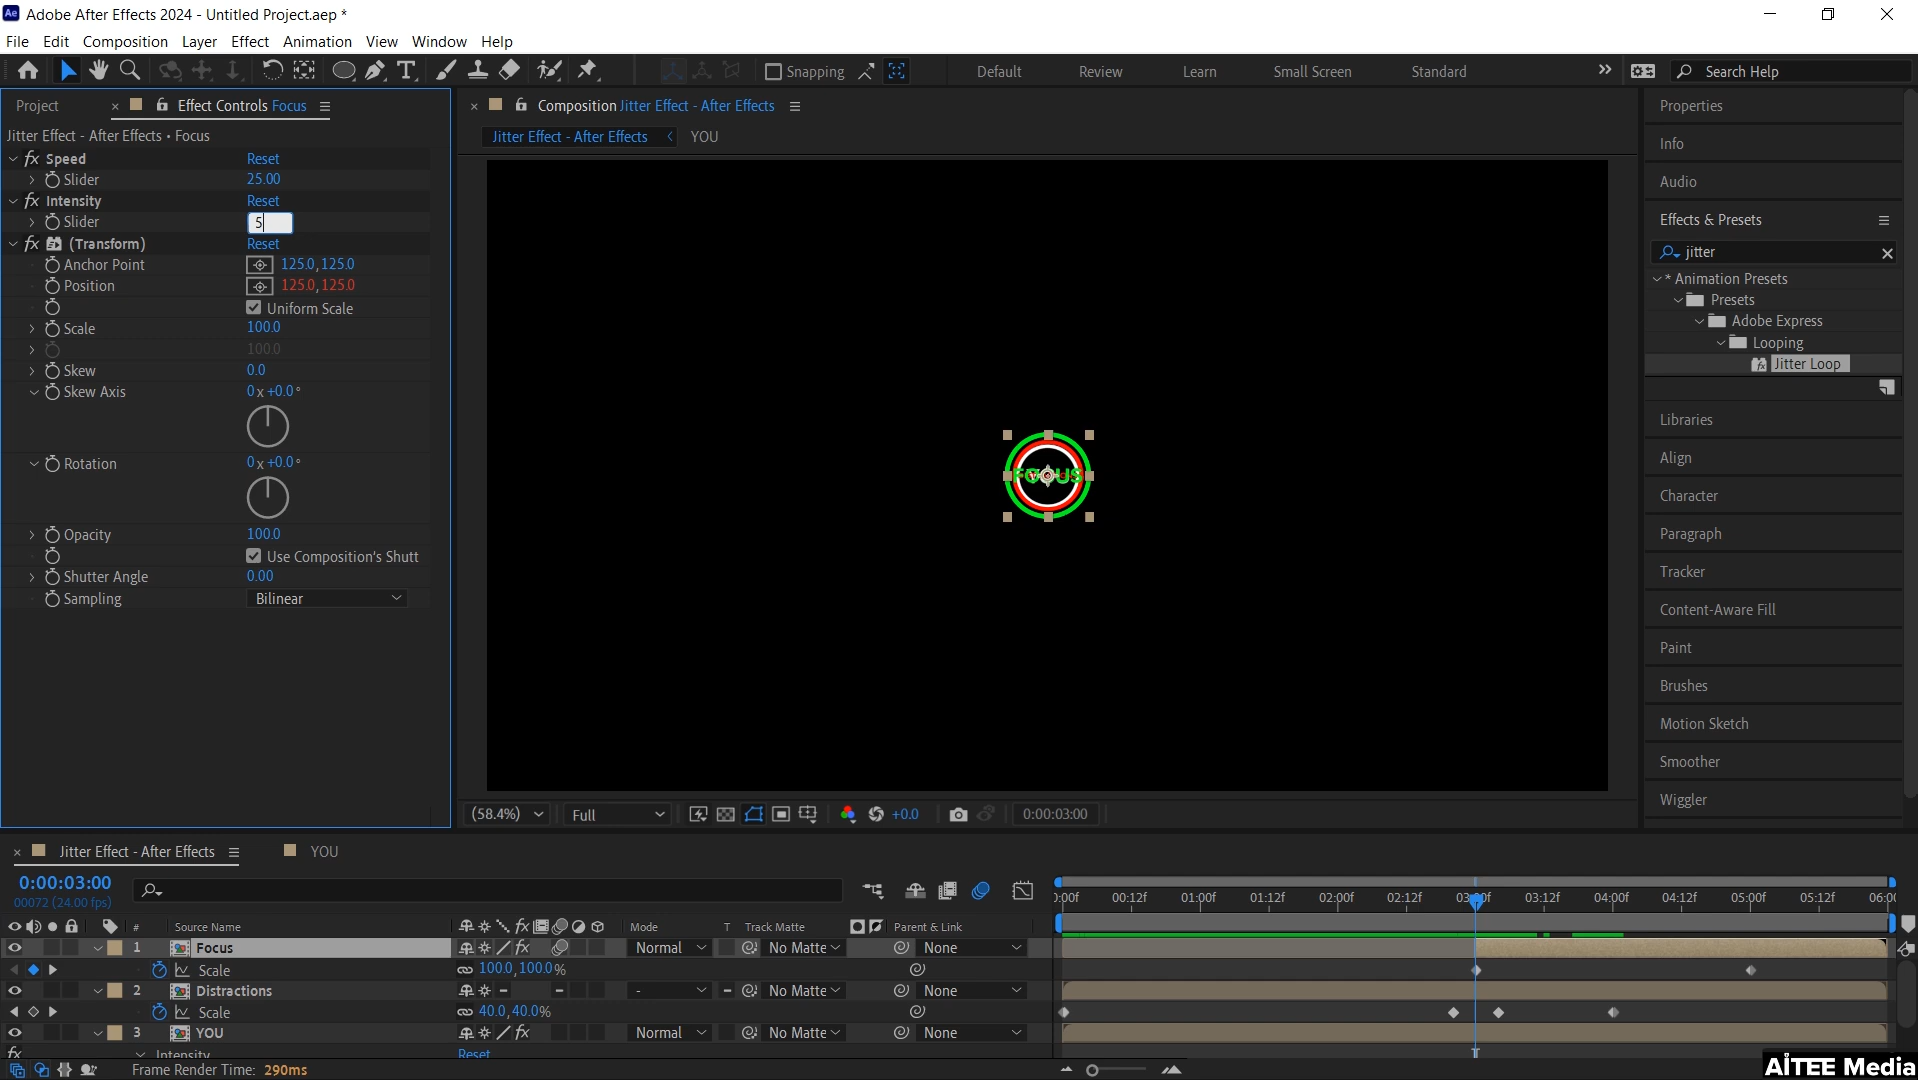 Ae Adobe After Effects 2024 - Untitled Project.aep *
File Edit Composition Layer Effect Animation View Window Help
Snapping Default Review Learn Small Screen Standard Search Help
Project × Effect Controls Focus
Jitter Effect - After Effects • Focus
fx Speed Reset
Slider 25.00
fx Intensity Reset
Slider 5
fx (Transform) Reset
Anchor Point 125.0,125.0
Position 125.0,125.0
Uniform Scale
Scale 100.0
100.0
Skew 0.0
Skew Axis 0x+0.0°
Rotation 0x+0.0°
Opacity 100.0
Use Composition's Shutt
Shutter Angle 0.00
Sampling Bilinear
× Composition Jitter Effect - After Effects
Jitter Effect - After Effects < YOU
FOCUS
(58.4%) Full +0.0 0:00:03:00
Properties
Info
Audio
Effects & Presets
jitter
* Animation Presets
Presets
Adobe Express
Looping
Jitter Loop
Libraries
Align
Character
Paragraph
Tracker
Content-Aware Fill
Paint
Brushes
Motion Sketch
Smoother
Wiggler
× Jitter Effect - After Effects YOU
0:00:03:00
00072 (24.00 fps)
:00f 00:12f 01:00f 01:12f 02:00f 02:12f 03:00f 03:12f 04:00f 04:12f 05:00f 05:12f 06:00
# Source Name fx Mode T Track Matte Parent & Link
1 Focus fx Normal No Matte None
Scale 100.0,100.0%
2 Distractions - No Matte None
Scale 40.0,40.0%
3 YOU fx Normal No Matte None
fx Intensity Reset
Frame Render Time: 290ms
AiTEE Media